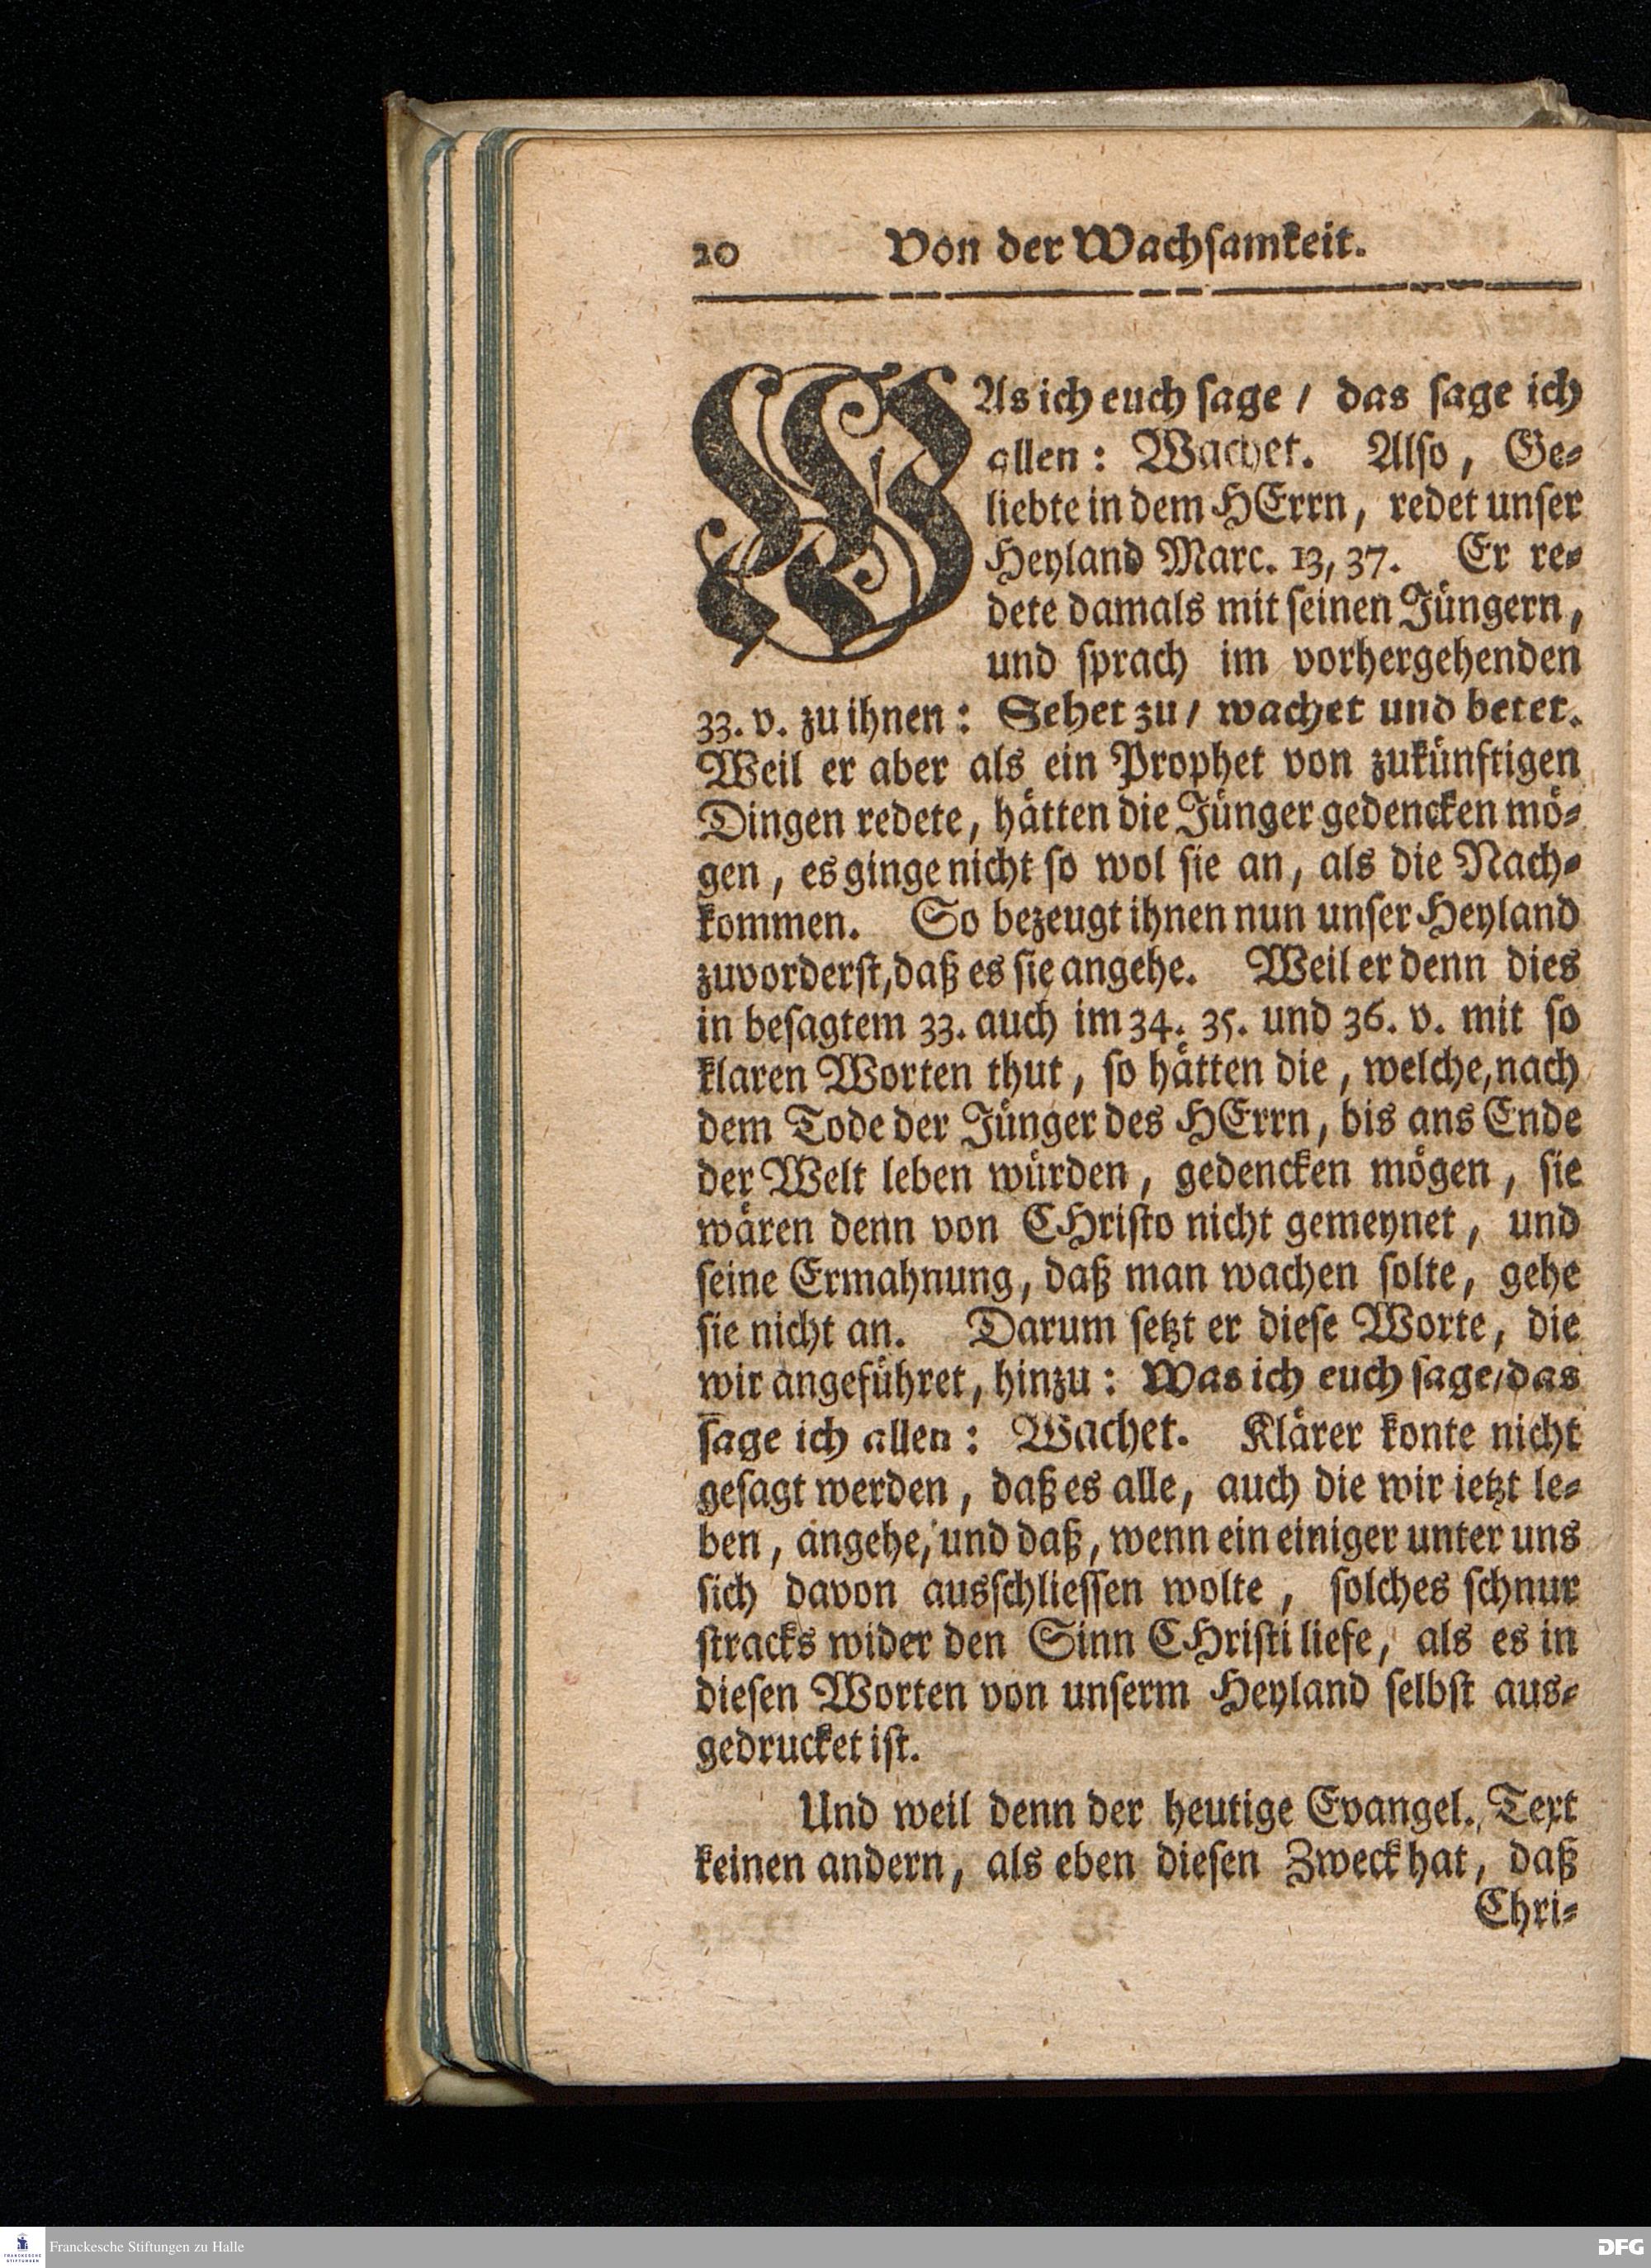 20 Von der Wachſamkeit.
WAs ich euch ſage / das ſage ich
allen: Wachet. Alſo, Ge-
liebte in dem HErrn, redet unſer
Heyland Marc. 13, 37. Er re-
dete damals mit ſeinen Jüngern,
und ſprach im vorhergehenden
33. v. zu ihnen: Sehet zu / wachet und betet.
Weil er aber als ein Prophet von zukünftigen
Dingen redete, hätten die Jünger gedencken mö-
gen, es ginge nicht ſo wol ſie an, als die Nach-
kommen. So bezeugt ihnen nun unſer Heyland
zuvorderſt, daß es ſie angehe. Weil er denn dies
in beſagtem 33. auch im 34. 35. und 36. v. mit ſo
klaren Worten thut, ſo hätten die, welche, nach
dem Tode der Jünger des HErrn, bis ans Ende
der Welt leben würden, gedencken mögen, ſie
wären denn von CHriſto nicht gemeynet, und
ſeine Ermahnung, daß man wachen ſolte, gehe
ſie nicht an. Darum ſetzt er dieſe Worte, die
wir angeführet, hinzu: Was ich euch ſage / das
ſage ich allen: Wachet. Klärer konte nicht
geſagt werden, daß es alle, auch die wir ietzt le-
ben, angehe, und daß, wenn ein einiger unter uns
ſich davon ausſchlieſſen wolte, ſolches ſchnur
ſtracks wider den Sinn CHriſti liefe, als es in
dieſen Worten von unſerm Heyland ſelbſt aus-
gedrucket iſt.
Und weil denn der heutige Evangel. Text
keinen andern, als eben dieſen Zweck hat, daß
Chri-
FRANCKESCHE
STIFTUNGEN
Franckesche Stiftungen zu Halle
DFG